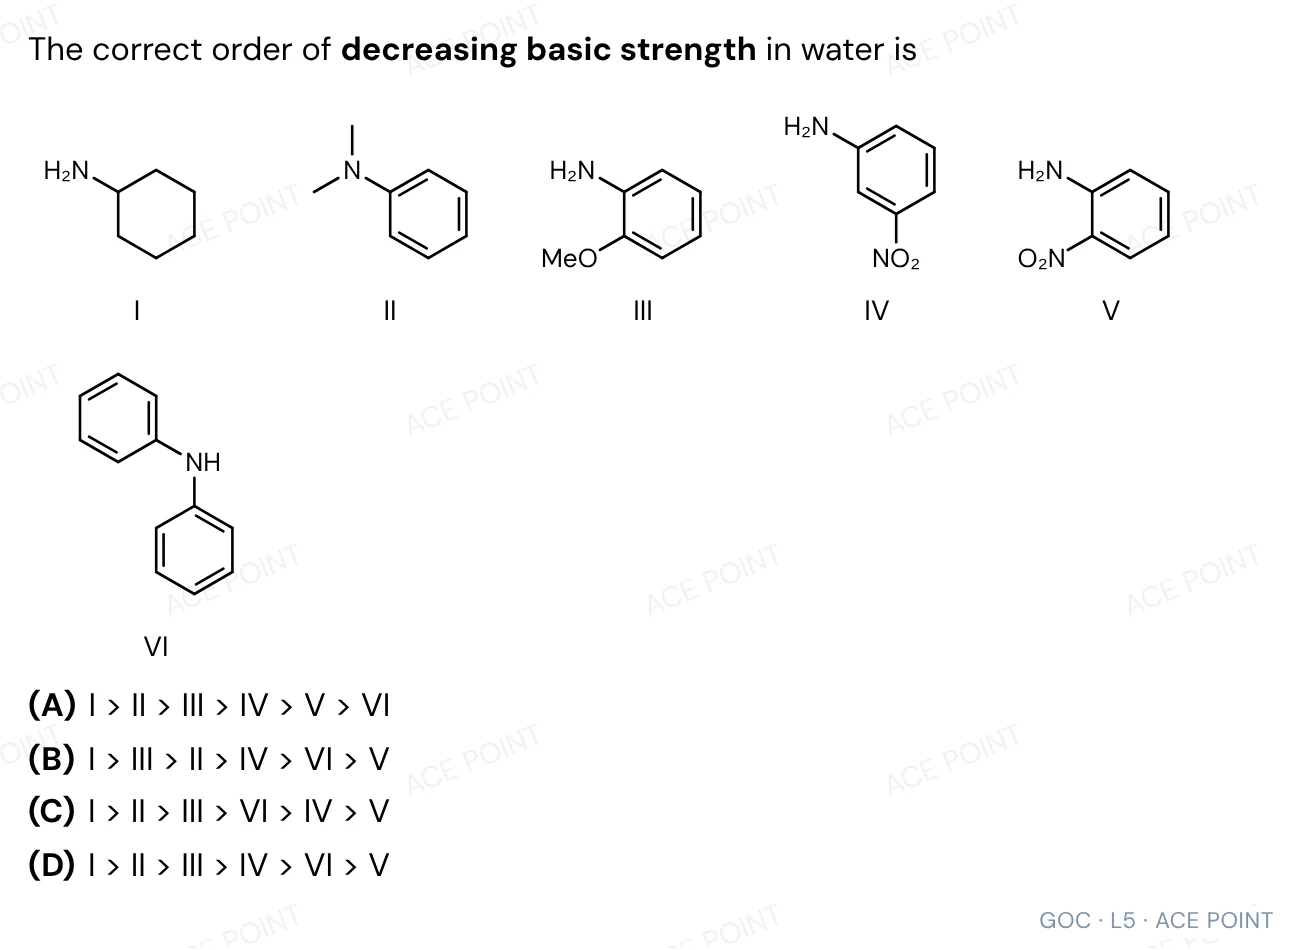 The correct order of decreasing basic strength in water is
H₂N
N
H₂N
MeO
H₂N
NO₂
H₂N
O₂N
I
II
III
IV
V
NH
VI
(A) I > II > III > IV > V > VI
(B) I > III > II > IV > VI > V
(C) I > II > III > VI > IV > V
(D) I > II > III > IV > VI > V
GOC · L5 · ACE POINT
ACE POINT